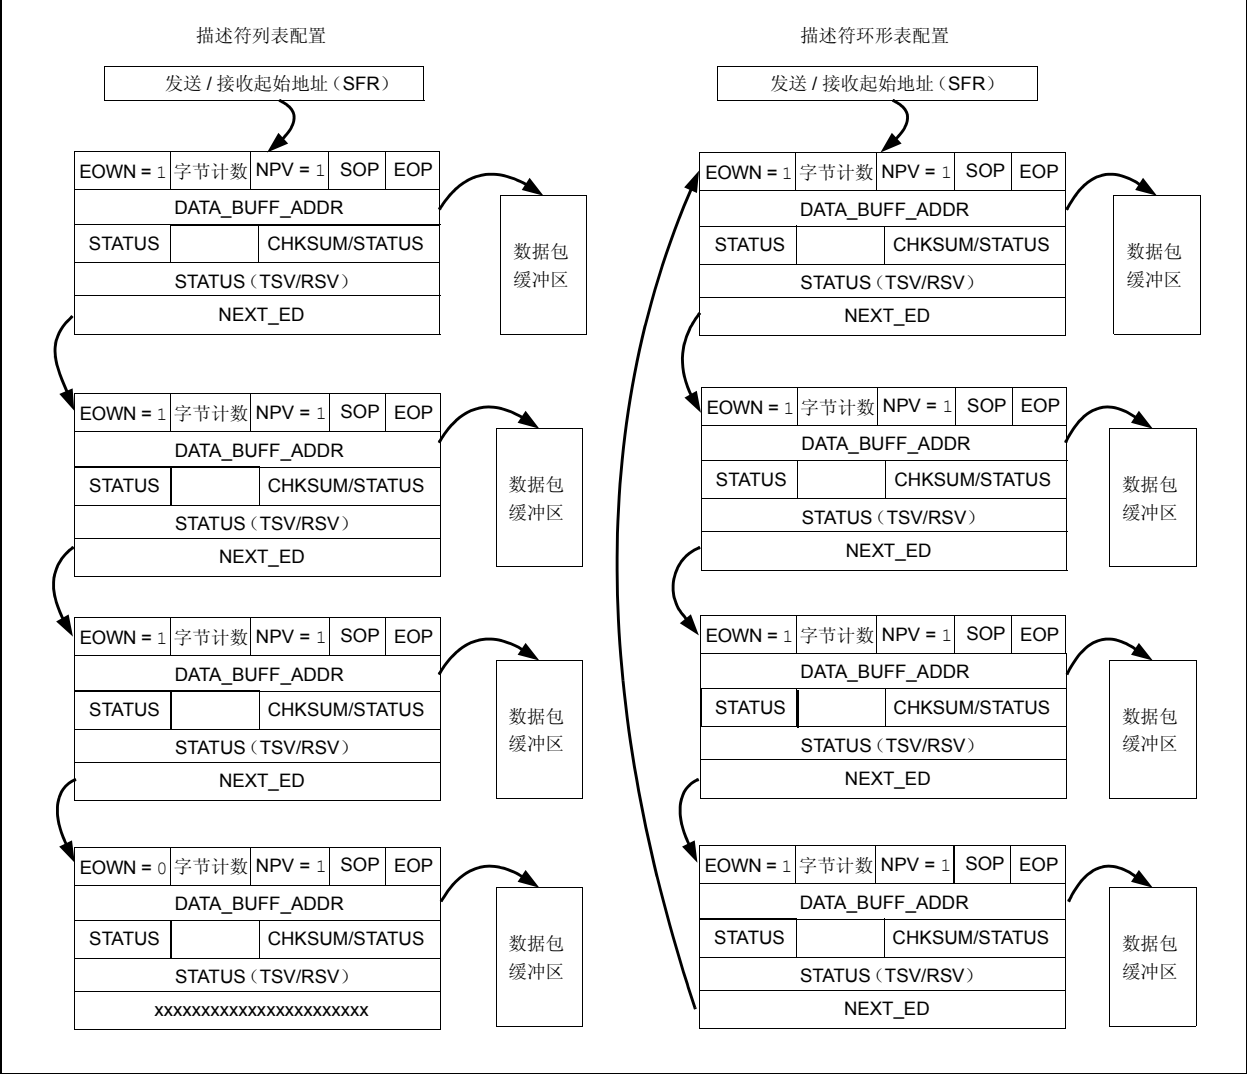 描述符列表配置
发送 / 接收起始地址（SFR）
EOWN = 1 字节计数 NPV = 1 SOP EOP
DATA_BUFF_ADDR
STATUS CHKSUM/STATUS
STATUS（TSV/RSV）
NEXT_ED
数据包
缓冲区
EOWN = 1 字节计数 NPV = 1 SOP EOP
DATA_BUFF_ADDR
STATUS CHKSUM/STATUS
STATUS（TSV/RSV）
NEXT_ED
数据包
缓冲区
EOWN = 1 字节计数 NPV = 1 SOP EOP
DATA_BUFF_ADDR
STATUS CHKSUM/STATUS
STATUS（TSV/RSV）
NEXT_ED
数据包
缓冲区
EOWN = 0 字节计数 NPV = 1 SOP EOP
DATA_BUFF_ADDR
STATUS CHKSUM/STATUS
STATUS（TSV/RSV）
xxxxxxxxxxxxxxxxxxxxxxx
数据包
缓冲区
描述符环形表配置
发送 / 接收起始地址（SFR）
EOWN = 1 字节计数 NPV = 1 SOP EOP
DATA_BUFF_ADDR
STATUS CHKSUM/STATUS
STATUS（TSV/RSV）
NEXT_ED
数据包
缓冲区
EOWN = 1 字节计数 NPV = 1 SOP EOP
DATA_BUFF_ADDR
STATUS CHKSUM/STATUS
STATUS（TSV/RSV）
NEXT_ED
数据包
缓冲区
EOWN = 1 字节计数 NPV = 1 SOP EOP
DATA_BUFF_ADDR
STATUS CHKSUM/STATUS
STATUS（TSV/RSV）
NEXT_ED
数据包
缓冲区
EOWN = 1 字节计数 NPV = 1 SOP EOP
DATA_BUFF_ADDR
STATUS CHKSUM/STATUS
STATUS（TSV/RSV）
NEXT_ED
数据包
缓冲区